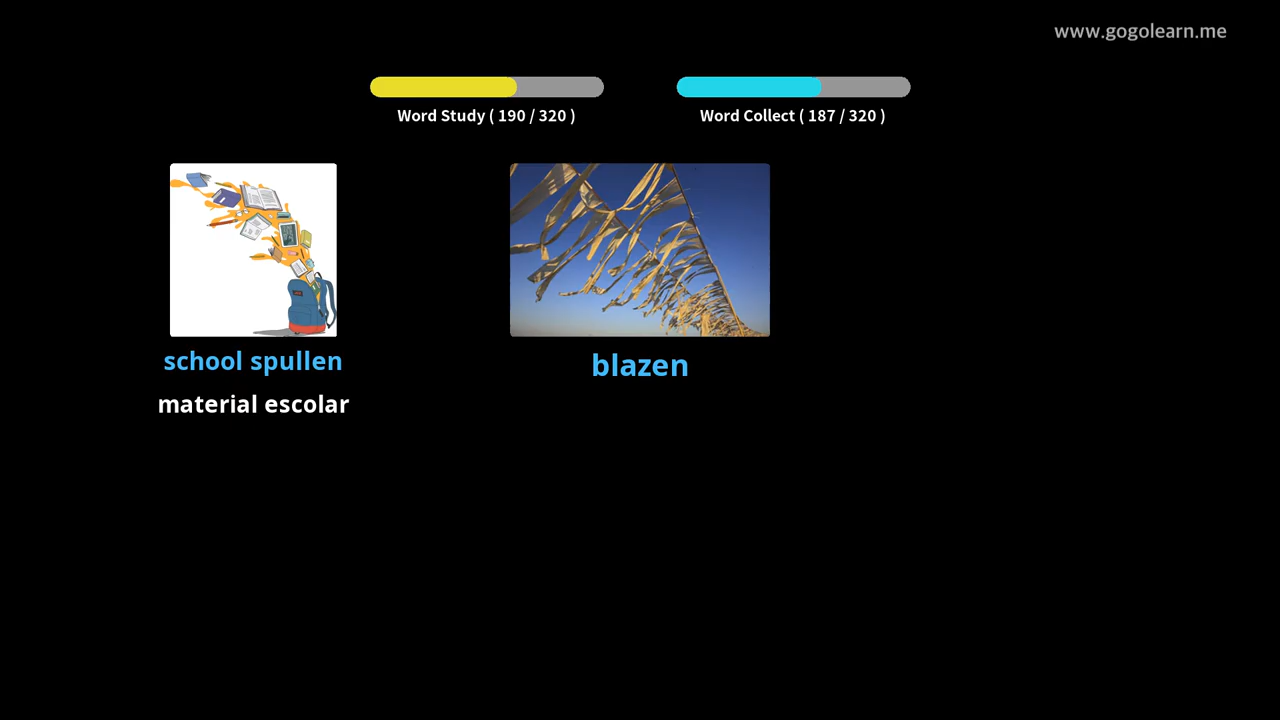 www.gogolearn.me
Word Study ( 190 / 320 )
Word Collect ( 187 / 320 )
school spullen
material escolar
blazen